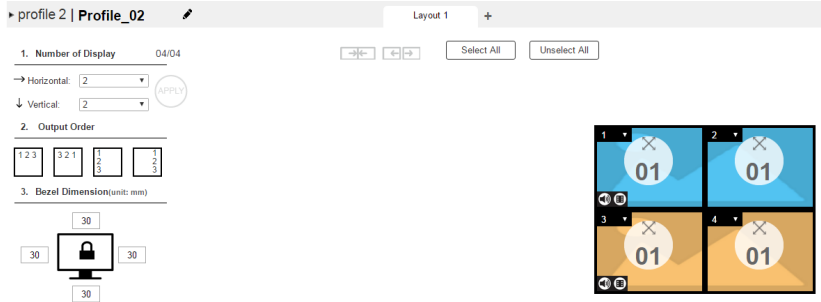 profile 2 | Profile_02
Layout 1 +
1. Number of Display 04/04
Select All Unselect All
Horizontal: 2
APPLY
Vertical: 2
2. Output Order
1 2 3
3 2 1
1
2
3
1
2
3
3. Bezel Dimension(unit: mm)
30
30
30
30
1
01
2
01
3
01
4
01